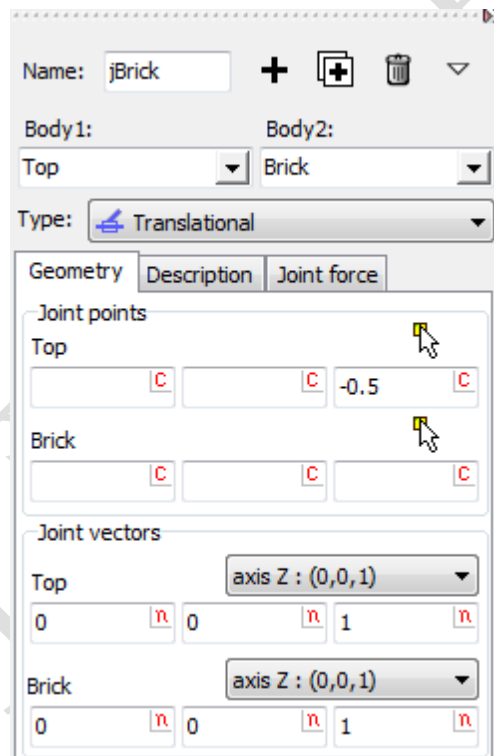 Name: jBrick
Body1: Body2:
Top Brick
Type: Translational
Geometry Description Joint force
Joint points
Top
C C -0.5 C
Brick
C C C
Joint vectors
Top axis Z : (0,0,1)
0 n 0 n 1 n
Brick axis Z : (0,0,1)
0 n 0 n 1 n